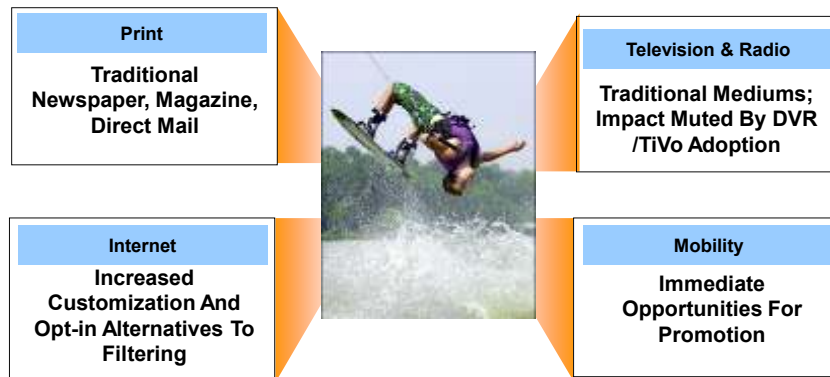 Print
Traditional
Newspaper, Magazine,
Direct Mail
Television & Radio
Traditional Mediums;
Impact Muted By DVR
/TiVo Adoption
Internet
Increased
Customization And
Opt-in Alternatives To
Filtering
Mobility
Immediate
Opportunities For
Promotion